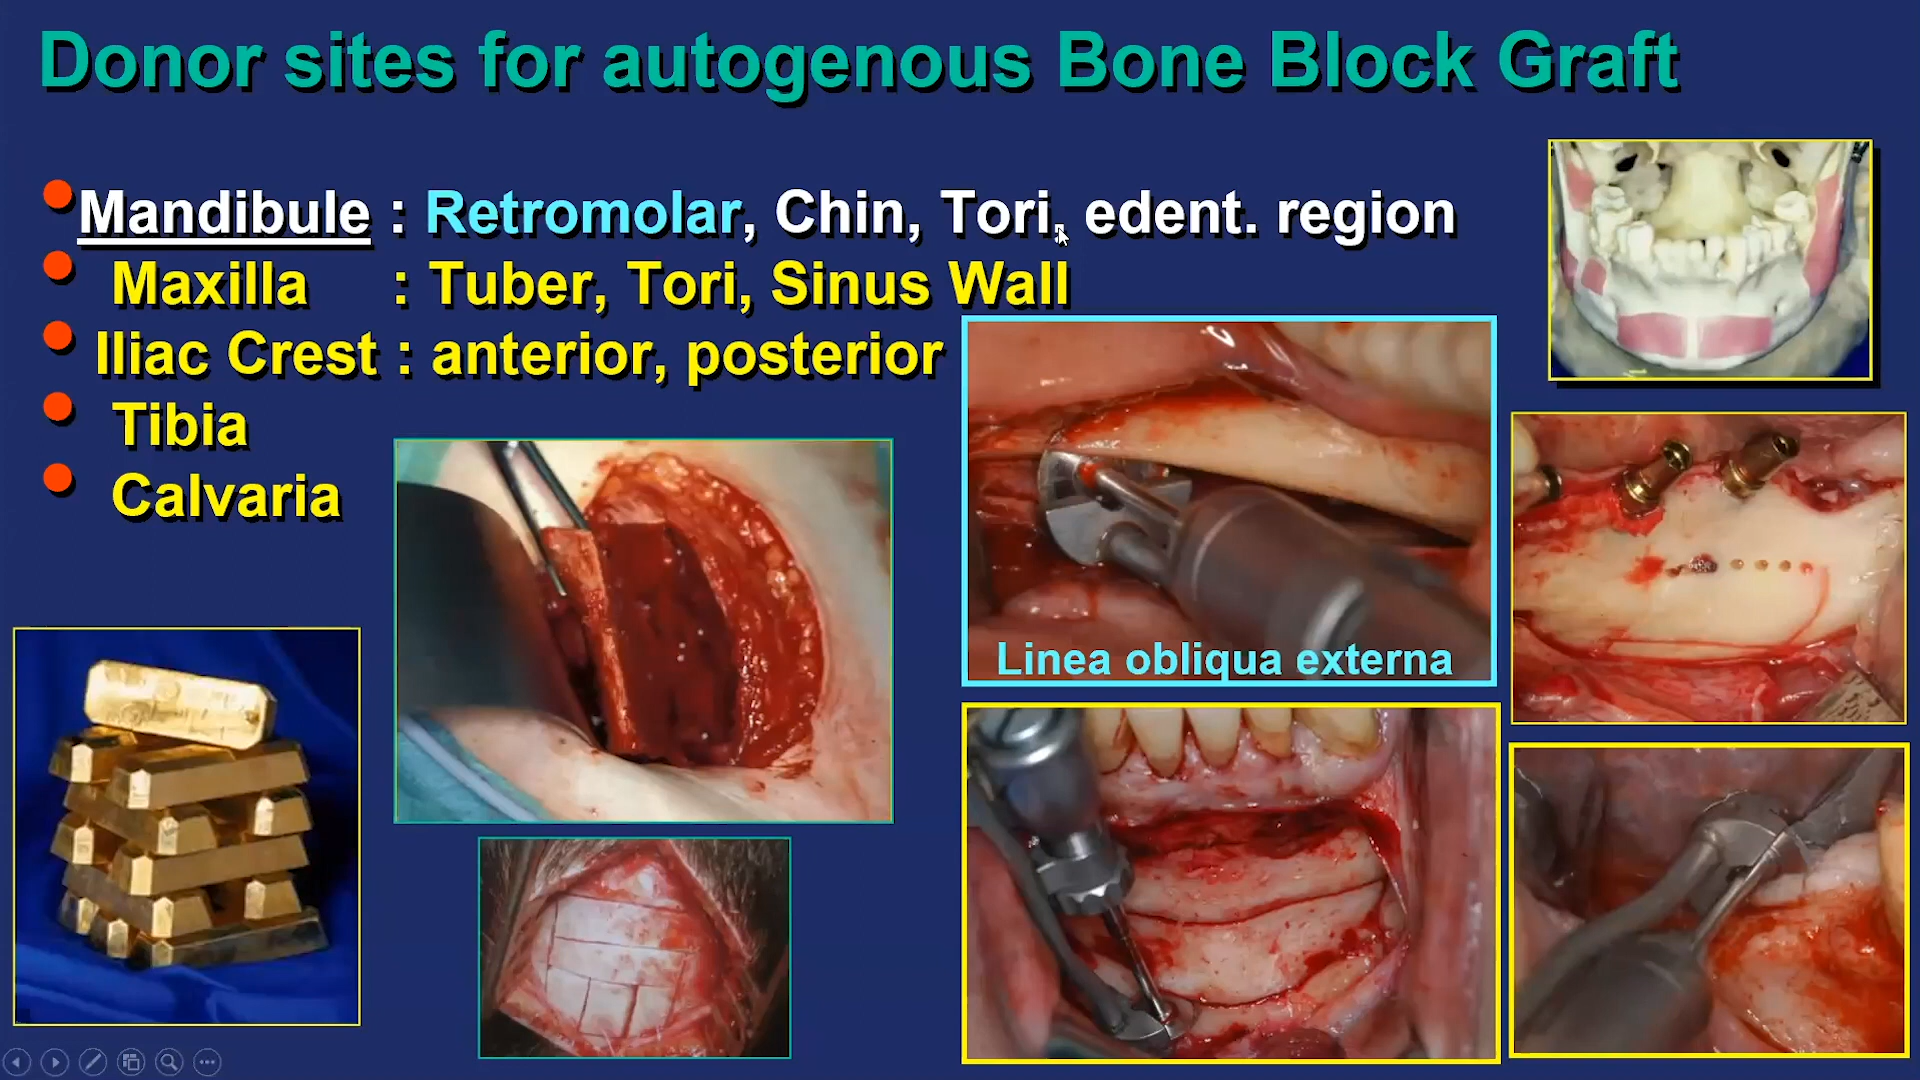 Donor sites for autogenous Bone Block Graft
Mandibule : Retromolar, Chin, Tori, edent. region
Maxilla : Tuber, Tori, Sinus Wall
Iliac Crest : anterior, posterior
Tibia
Calvaria
Linea obliqua externa